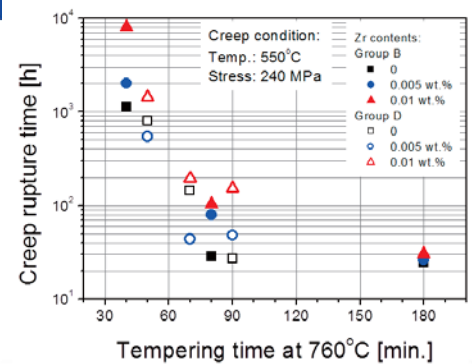 Creep condition:
Temp.: 550°C
Stress: 240 MPa
Zr contents:
Group B
0
0.005 wt.%
0.01 wt.%
Group D
0
0.005 wt.%
0.01 wt.%
10⁴
10³
10²
10¹
Creep rupture time [h]
30 60 90 120 150 180
Tempering time at 760°C [min.]